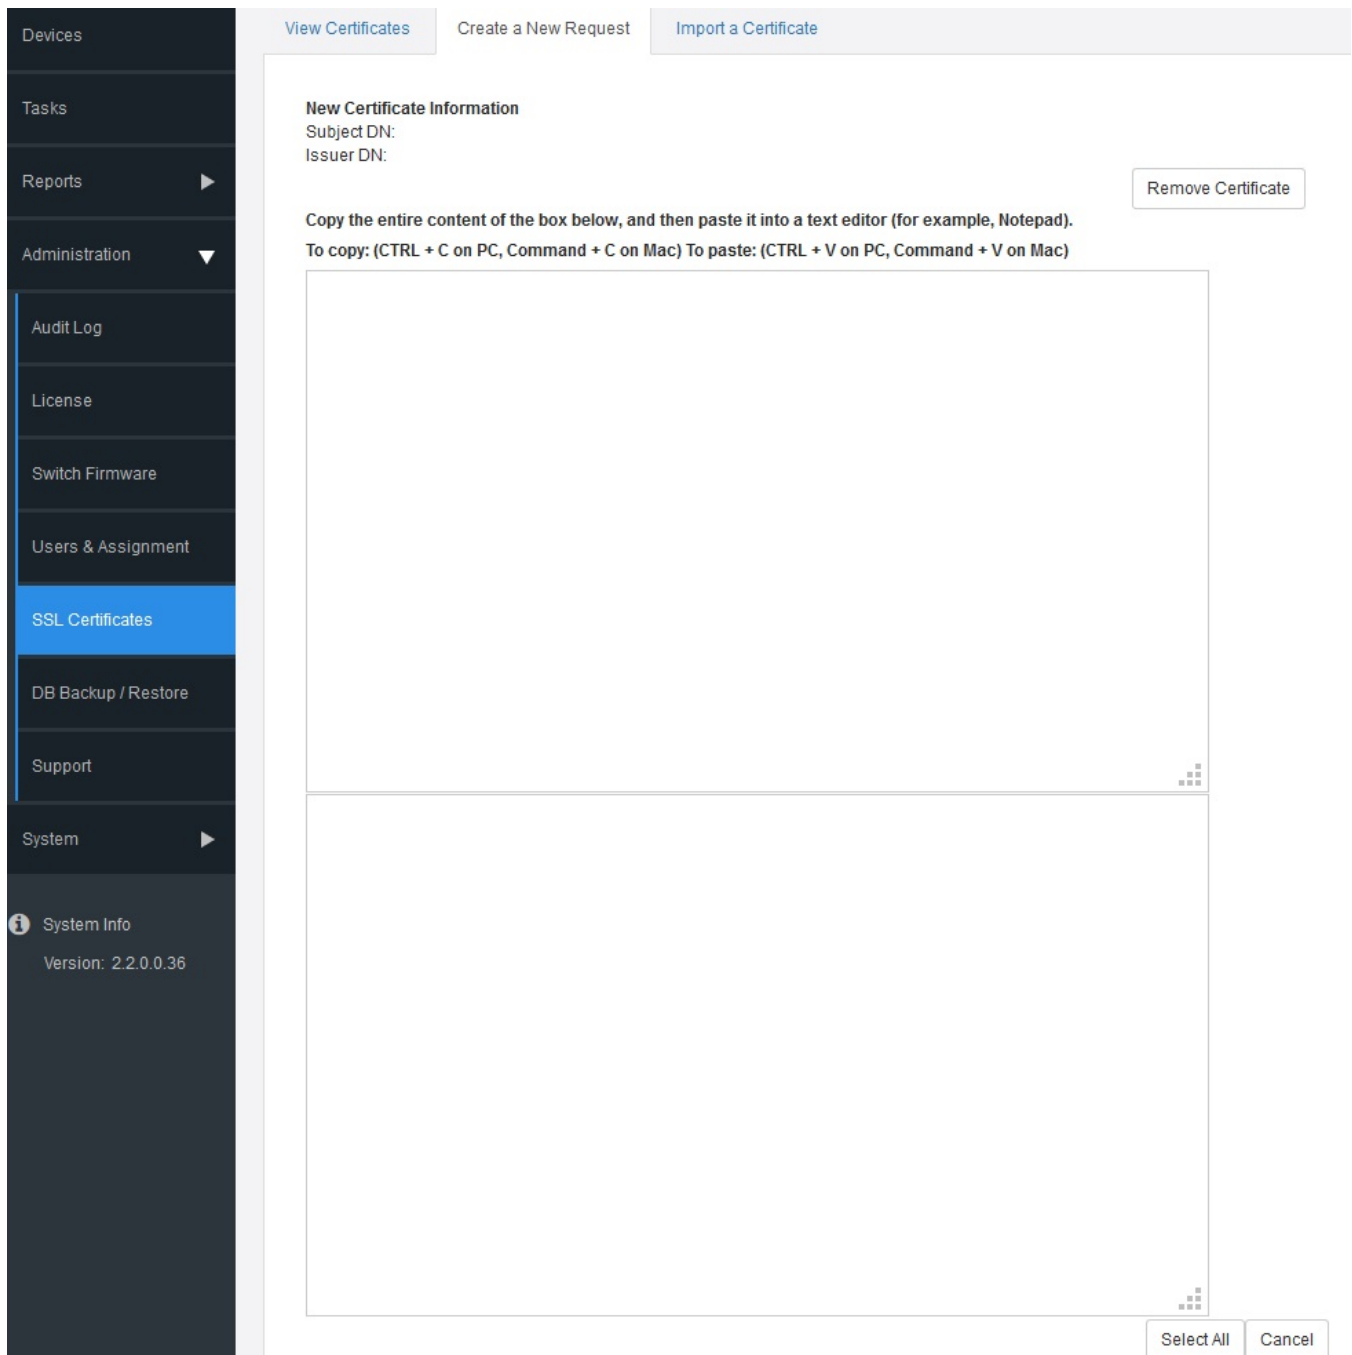 Devices
Tasks
Reports
Administration
Audit Log
License
Switch Firmware
Users & Assignment
SSL Certificates
DB Backup / Restore
Support
System
System Info
Version: 2.2.0.0.36
View Certificates
Create a New Request
Import a Certificate
New Certificate Information
Subject DN:
Issuer DN:
Remove Certificate
Copy the entire content of the box below, and then paste it into a text editor (for example, Notepad).
To copy: (CTRL + C on PC, Command + C on Mac) To paste: (CTRL + V on PC, Command + V on Mac)
Select All
Cancel